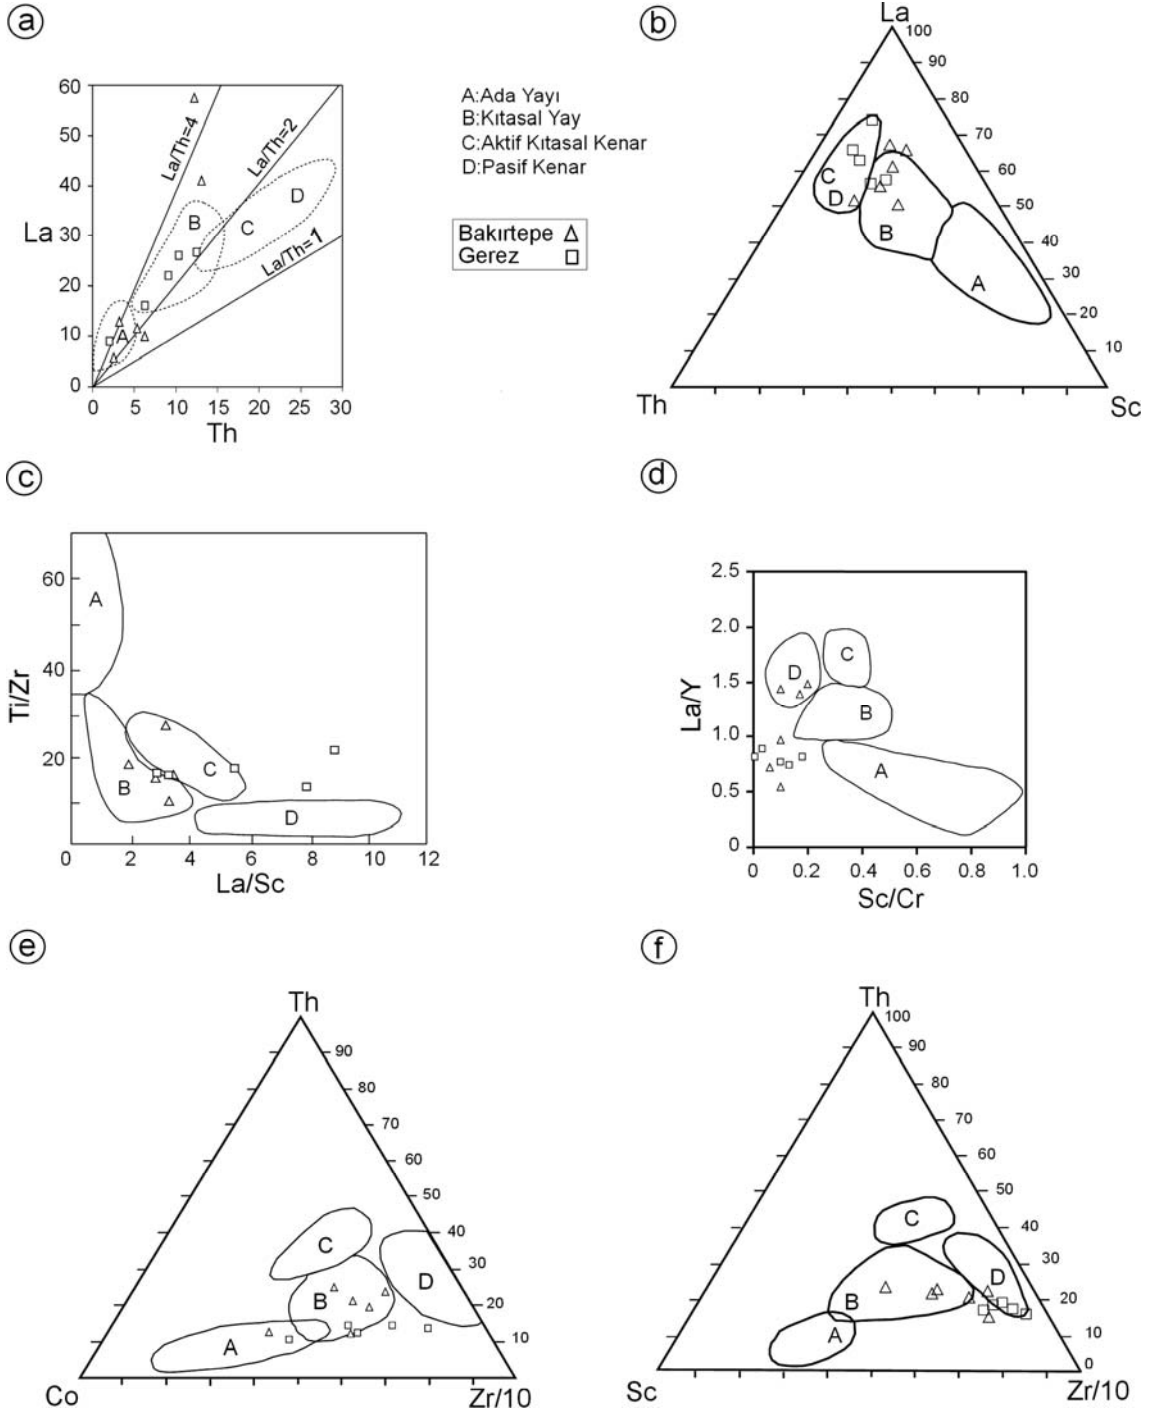 a
60
50
40
30
20
10
0
La
0 5 10 15 20 25 30
Th
La/Th=4
La/Th=2
La/Th=1
A
B
C
D
A:Ada Yayı
B:Kıtasal Yay
C:Aktif Kıtasal Kenar
D:Pasif Kenar
Bakırtepe
Gerez
b
La
100
90
80
70
60
50
40
30
20
10
C
D
B
A
Th
Sc
c
60
40
20
0 2 4 6 8 10 12
Ti/Zr
La/Sc
A
B
C
D
d
2.5
2.0
1.5
1.0
0.5
0
La/Y
0 0.2 0.4 0.6 0.8 1.0
Sc/Cr
D
C
B
A
e
Th
90
80
70
60
50
40
30
20
10
C
D
B
A
Co
Zr/10
f
Th
100
90
80
70
60
50
40
30
20
10
0
C
D
B
A
Sc
Zr/10